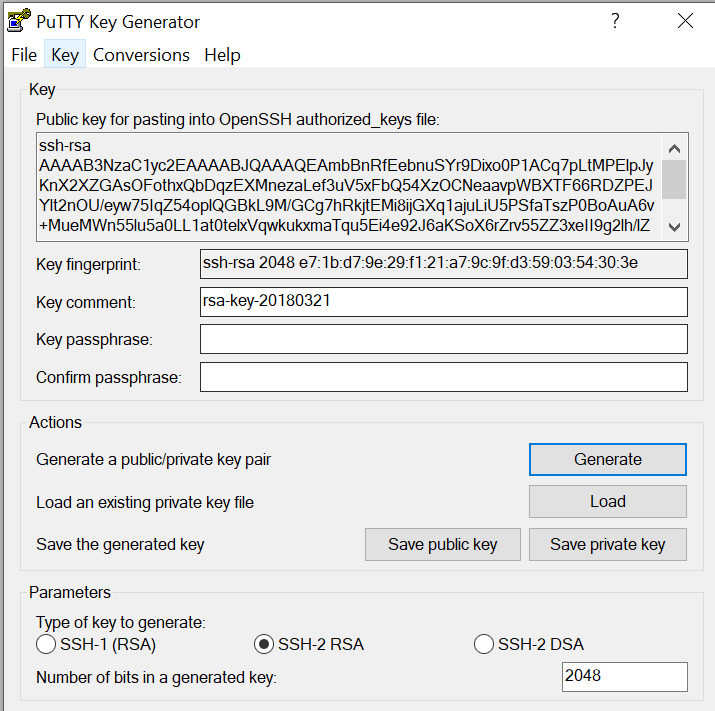 PuTTY Key Generator
?
File Key Conversions Help
Key
Public key for pasting into OpenSSH authorized_keys file:
ssh-rsa
AAAAB3NzaC1yc2EAAAABJQAAAQEAmbBnRfEebnuSYr9Dixo0P1ACq7pLtMPElpJy
KnX2XZGAsOFothxQbDqzEXMnezaLef3uV5xFbQ54XzOCNeaavpWBXTF66RDZPEJ
Ylt2nOU/eyw75IqZ54oplQGBkL9M/GCg7hRkjtEMi8ijGXq1ajuLiU5PSfaTszP0BoAuA6v
+MueMWn55lu5a0LL1at0telxVqwkukxmaTqu5Ei4e92J6aKSoX6rZrv55ZZ3xeII9g2lh/lZ
Key fingerprint: ssh-rsa 2048 e7:1b:d7:9e:29:f1:21:a7:9c:9f:d3:59:03:54:30:3e
Key comment: rsa-key-20180321
Key passphrase:
Confirm passphrase:
Actions
Generate a public/private key pair Generate
Load an existing private key file Load
Save the generated key Save public key Save private key
Parameters
Type of key to generate:
SSH-1 (RSA) SSH-2 RSA SSH-2 DSA
Number of bits in a generated key: 2048